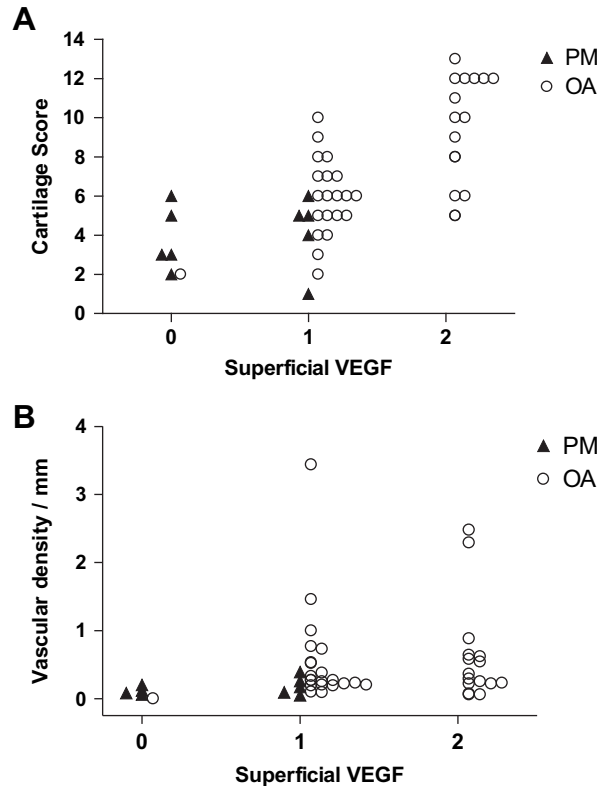 A
14
12
10
8
6
4
2
0
Cartilage Score
0 1 2
Superficial VEGF
PM
OA
B
4
3
2
1
0
Vascular density / mm
0 1 2
Superficial VEGF
PM
OA